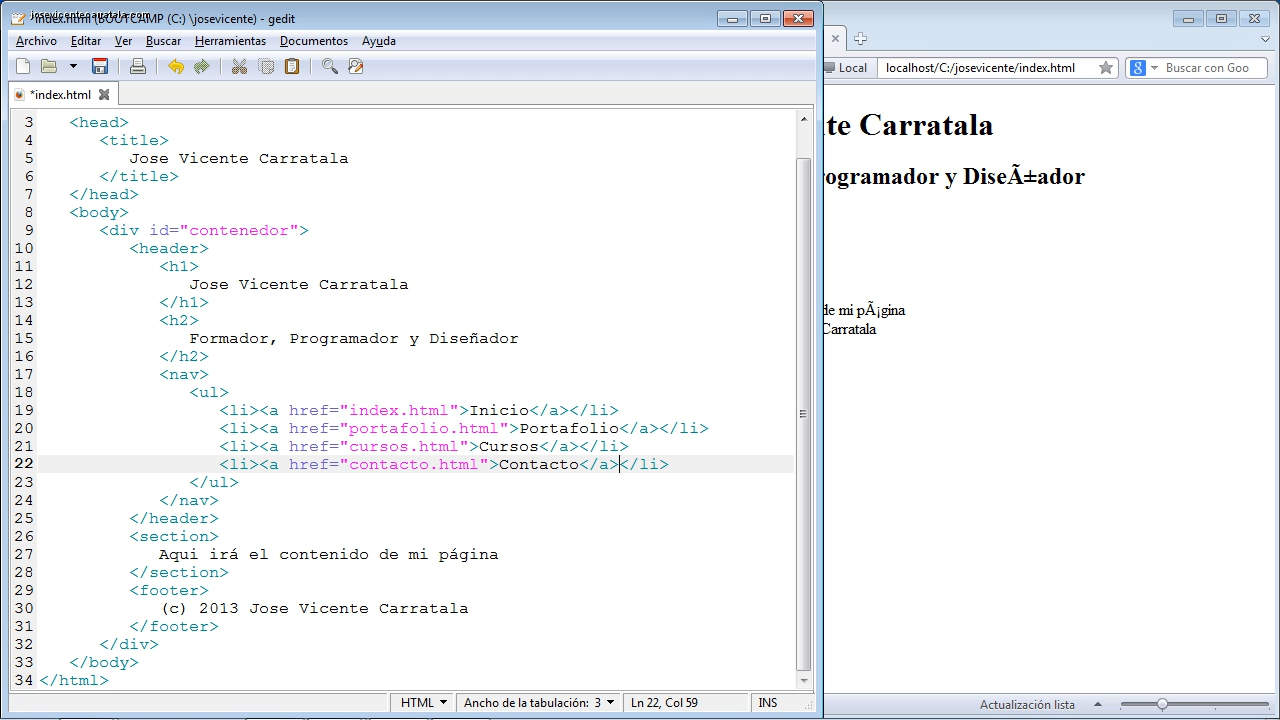 josevicentecarratala.com
index.html (BOOTCAMP (C:) \josevicente) - gedit
Archivo Editar Ver Buscar Herramientas Documentos Ayuda
*index.html
3 <head>
4 <title>
5 Jose Vicente Carratala
6 </title>
7 </head>
8 <body>
9 <div id="contenedor">
10 <header>
11 <h1>
12 Jose Vicente Carratala
13 </h1>
14 <h2>
15 Formador, Programador y Diseñador
16 </h2>
17 <nav>
18 <ul>
19 <li><a href="index.html">Inicio</a></li>
20 <li><a href="portafolio.html">Portafolio</a></li>
21 <li><a href="cursos.html">Cursos</a></li>
22 <li><a href="contacto.html">Contacto</a></li>
23 </ul>
24 </nav>
25 </header>
26 <section>
27 Aqui irá el contenido de mi página
28 </section>
29 <footer>
30 (c) 2013 Jose Vicente Carratala
31 </footer>
32 </div>
33 </body>
34 </html>
HTML Ancho de la tabulación: 3 Ln 22, Col 59 INS
Local localhost/C:/josevicente/index.html Buscar con Goo
te Carratala
rogramador y DiseÃ±ador
de mi pÃ¡gina
Carratala
Actualización lista